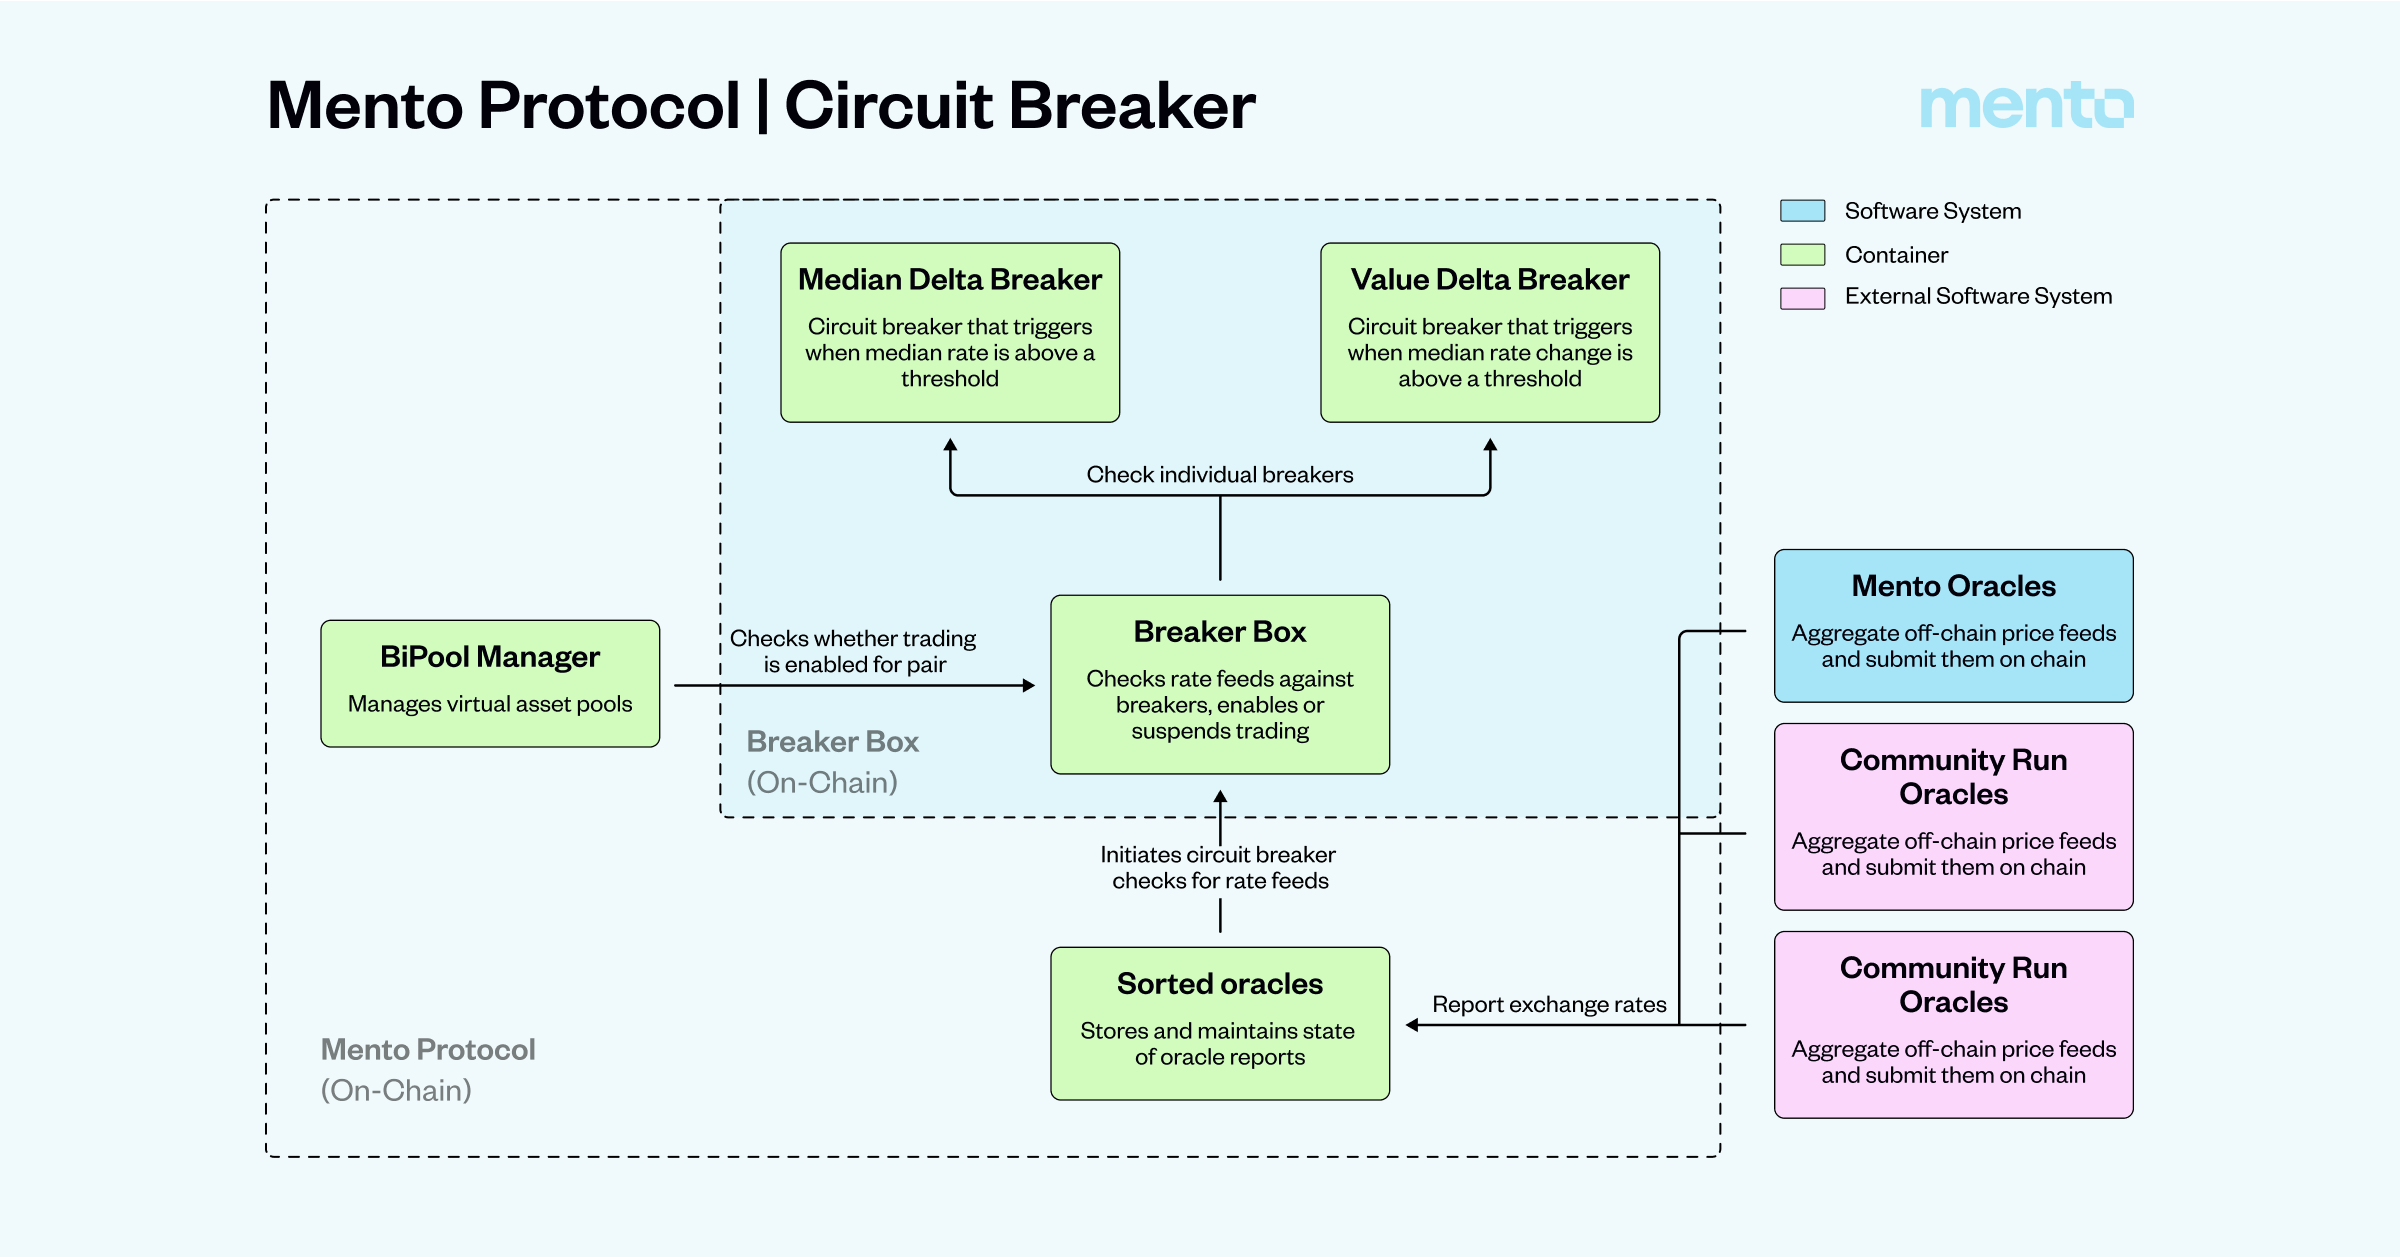 Mento Protocol | Circuit Breaker
mento
Software System
Container
External Software System
Median Delta Breaker
Circuit breaker that triggers
when median rate is above a
threshold
Value Delta Breaker
Circuit breaker that triggers
when median rate change is
above a threshold
Check individual breakers
BiPool Manager
Manages virtual asset pools
Checks whether trading
is enabled for pair
Breaker Box
Checks rate feeds against
breakers, enables or
suspends trading
Breaker Box
(On-Chain)
Initiates circuit breaker
checks for rate feeds
Sorted oracles
Stores and maintains state
of oracle reports
Report exchange rates
Mento Oracles
Aggregate off-chain price feeds
and submit them on chain
Community Run
Oracles
Aggregate off-chain price feeds
and submit them on chain
Community Run
Oracles
Aggregate off-chain price feeds
and submit them on chain
Mento Protocol
(On-Chain)